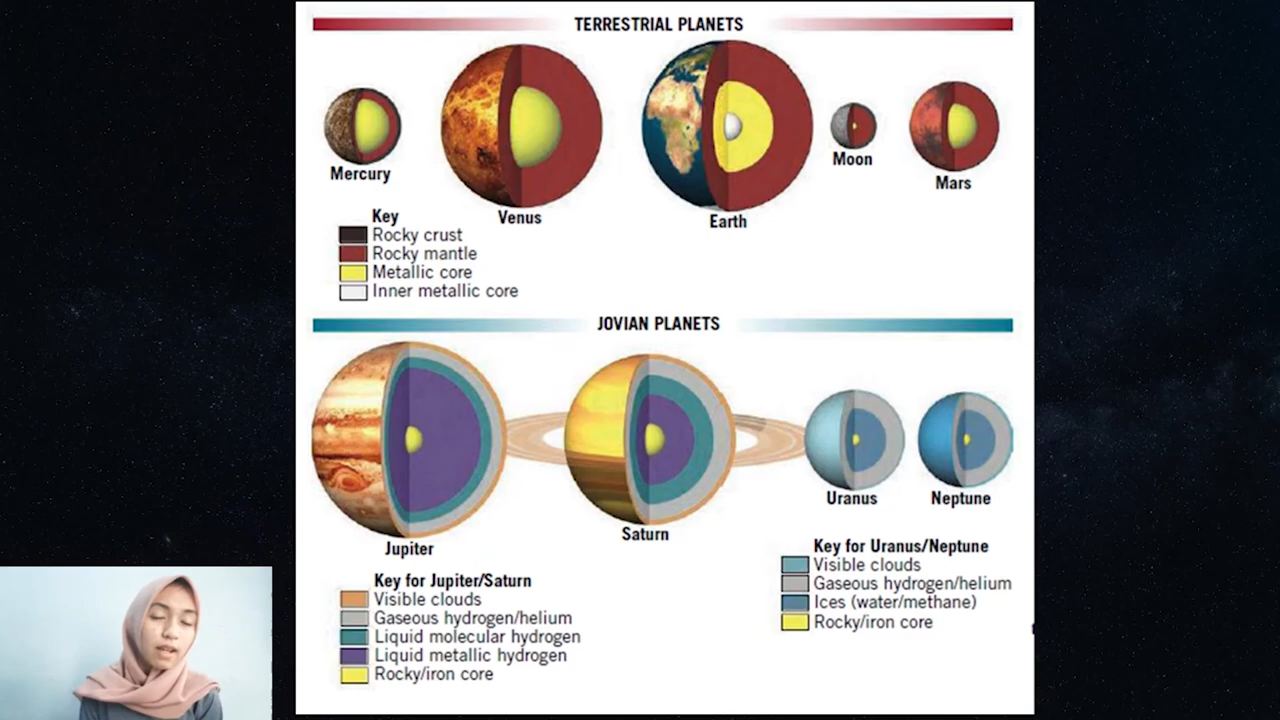 TERRESTRIAL PLANETS
Mercury
Venus
Earth
Moon
Mars
Key
Rocky crust
Rocky mantle
Metallic core
Inner metallic core
JOVIAN PLANETS
Jupiter
Saturn
Uranus
Neptune
Key for Jupiter/Saturn
Visible clouds
Gaseous hydrogen/helium
Liquid molecular hydrogen
Liquid metallic hydrogen
Rocky/iron core
Key for Uranus/Neptune
Visible clouds
Gaseous hydrogen/helium
Ices (water/methane)
Rocky/iron core